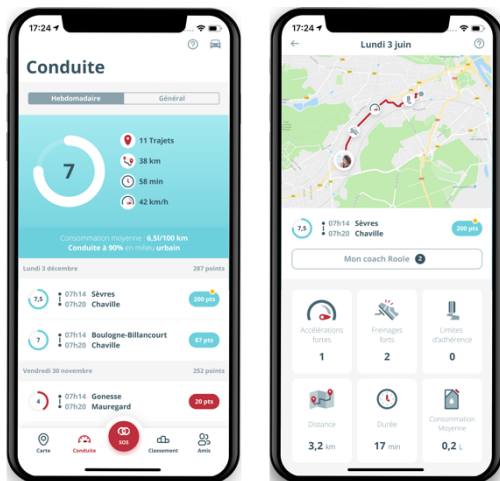 17:24
Conduite
Hebdomadaire
Général
7
11 Trajets
38 km
58 min
42 km/h
Consommation moyenne : 6,5l/100 km
Conduite à 90% en milieu urbain
Lundi 3 décembre
287 points
7,5
07h14 Sèvres
07h20 Chaville
200 pts
7
07h14 Boulogne-Billancourt
07h20 Chaville
87 pts
Vendredi 30 novembre
252 points
4
07h14 Gonesse
07h20 Mauregard
20 pts
Carte
Conduite
SOS
Classement
Amis
17:24
Lundi 3 juin
7,5
07h14 Sèvres
07h20 Chaville
200 pts
Mon coach Roole 2
Accélérations
fortes
1
Freinages
forts
2
Limites
d'adhérence
0
Distance
3,2 km
Durée
17 min
Consommation
Moyenne
0,2 L